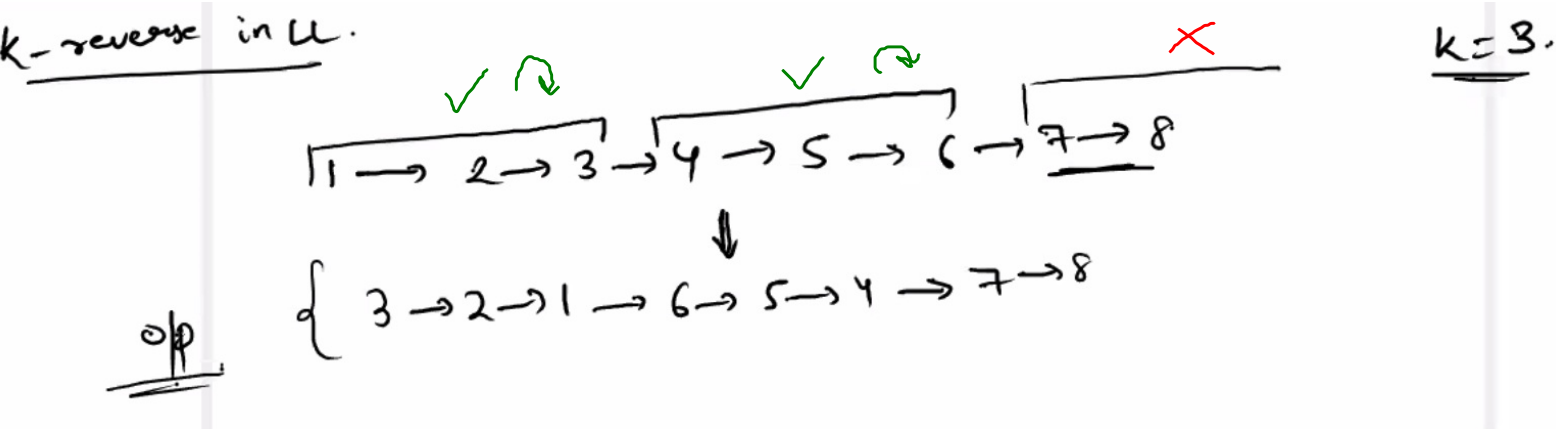 K-reverse in LL.
K=3.
1 → 2 → 3 → 4 → 5 → 6 → 7 → 8
3 → 2 → 1 → 6 → 5 → 4 → 7 → 8
o/p